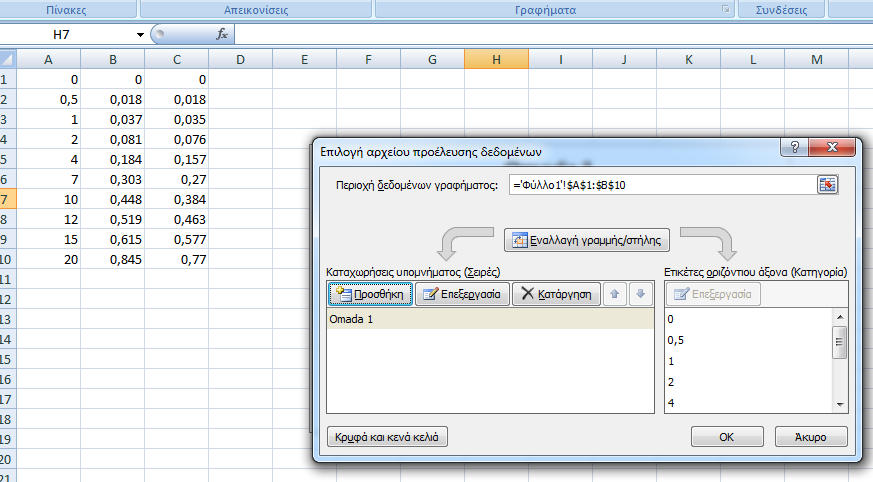 Πίνακες Απεικονίσεις Γραφήματα Συνδέσεις
H7 fx
A B C D E F G H I J K L M
1 0 0 0
2 0,5 0,018 0,018
3 1 0,037 0,035
4 2 0,081 0,076
5 4 0,184 0,157
6 7 0,303 0,27
7 10 0,448 0,384
8 12 0,519 0,463
9 15 0,615 0,577
10 20 0,845 0,77
11
12
13
14
15
16
17
18
19
20
21
Επιλογή αρχείου προέλευσης δεδομένων
Περιοχή δεδομένων γραφήματος: ='Φύλλο1'!$A$1:$B$10
Εναλλαγή γραμμής/στήλης
Καταχωρήσεις υπομνήματος (Σειρές)
Προσθήκη Επεξεργασία Κατάργηση
Omada 1
Ετικέτες οριζόντιου άξονα (Κατηγορία)
Επεξεργασία
0
0,5
1
2
4
Κρυφά και κενά κελιά
OK Άκυρο